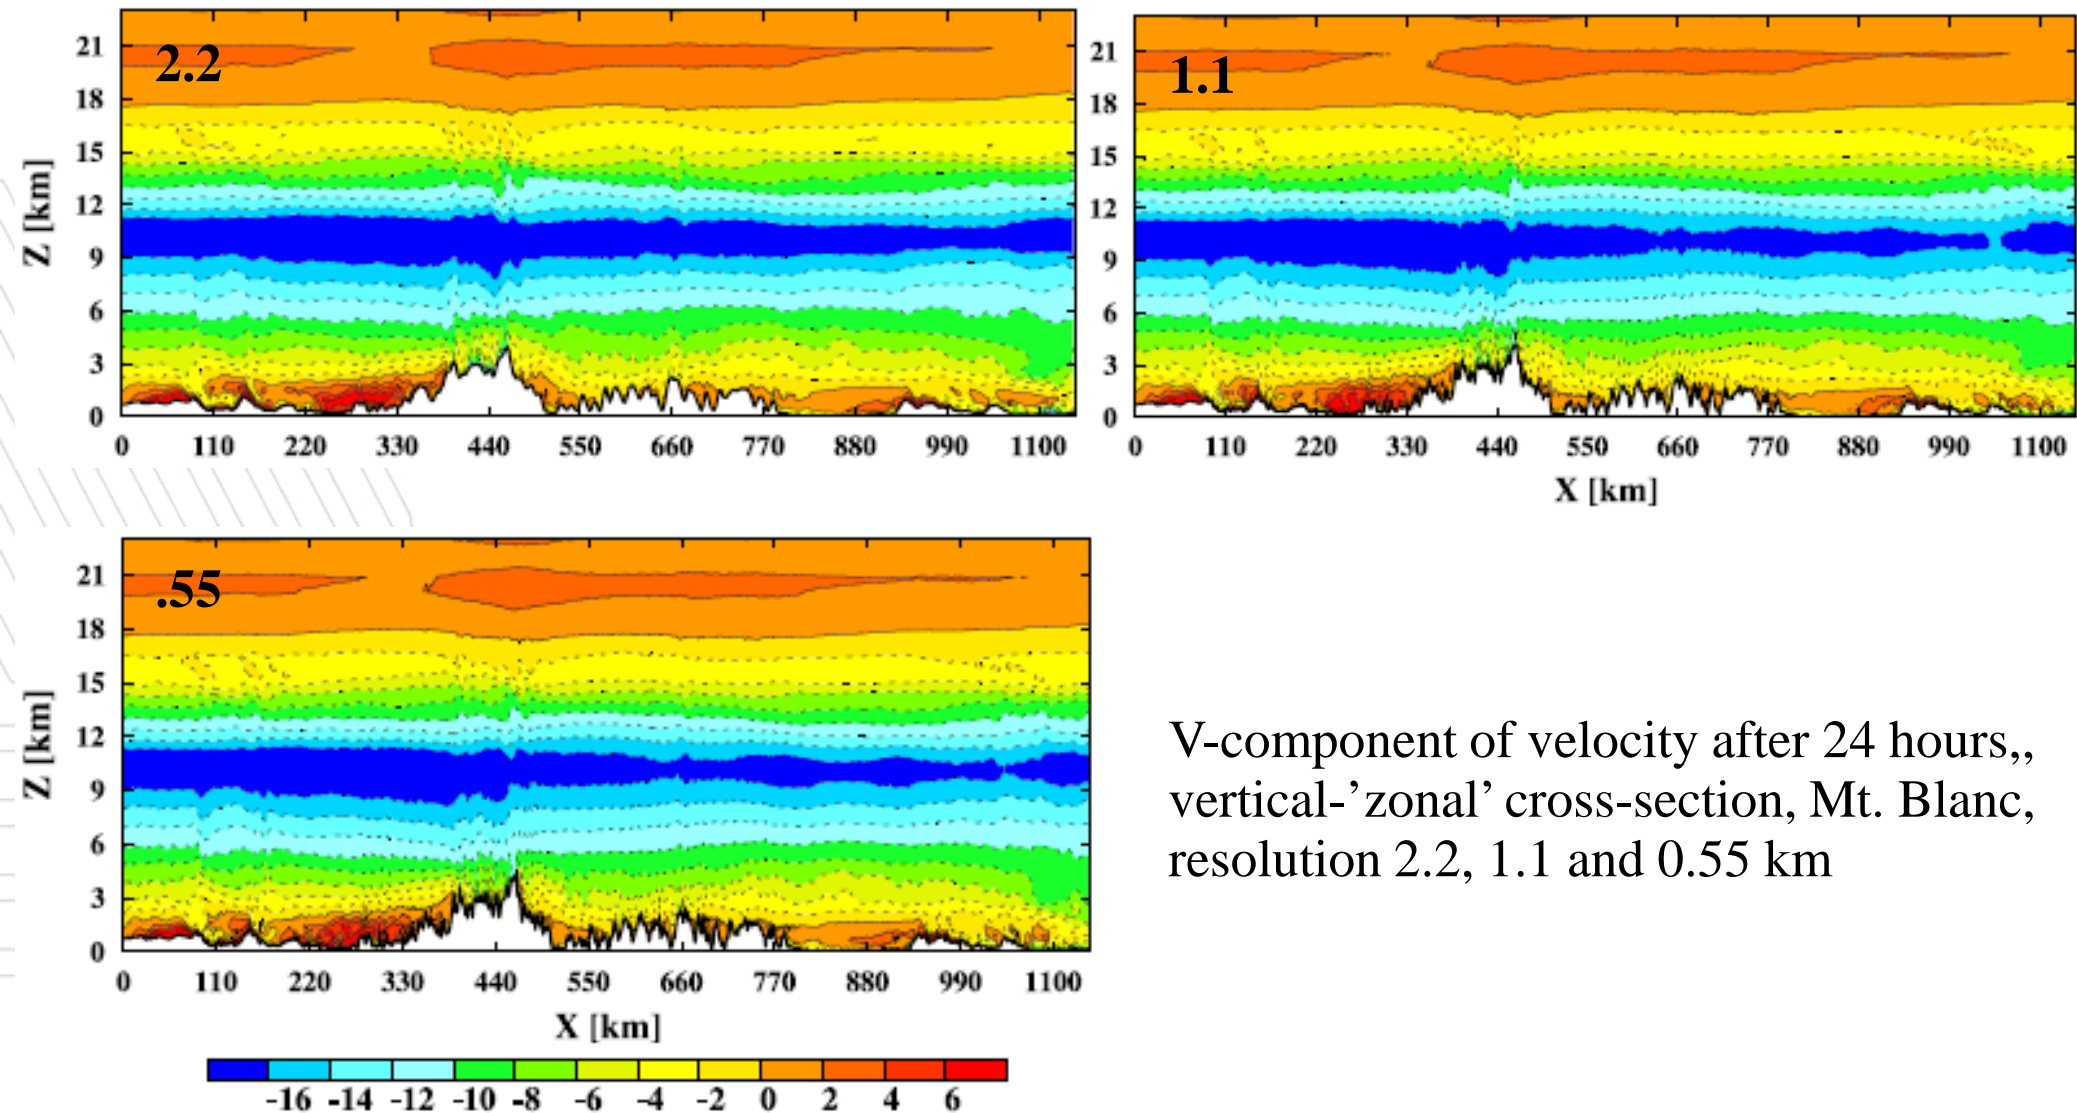 2.2
21
18
15
12
9
6
3
0
Z [km]
0 110 220 330 440 550 660 770 880 990 1100
1.1
21
18
15
12
9
6
3
0
0 110 220 330 440 550 660 770 880 990 1100
X [km]
.55
21
18
15
12
9
6
3
0
Z [km]
0 110 220 330 440 550 660 770 880 990 1100
X [km]
-16 -14 -12 -10 -8 -6 -4 -2 0 2 4 6
V-component of velocity after 24 hours,,
vertical-’zonal’ cross-section, Mt. Blanc,
resolution 2.2, 1.1 and 0.55 km